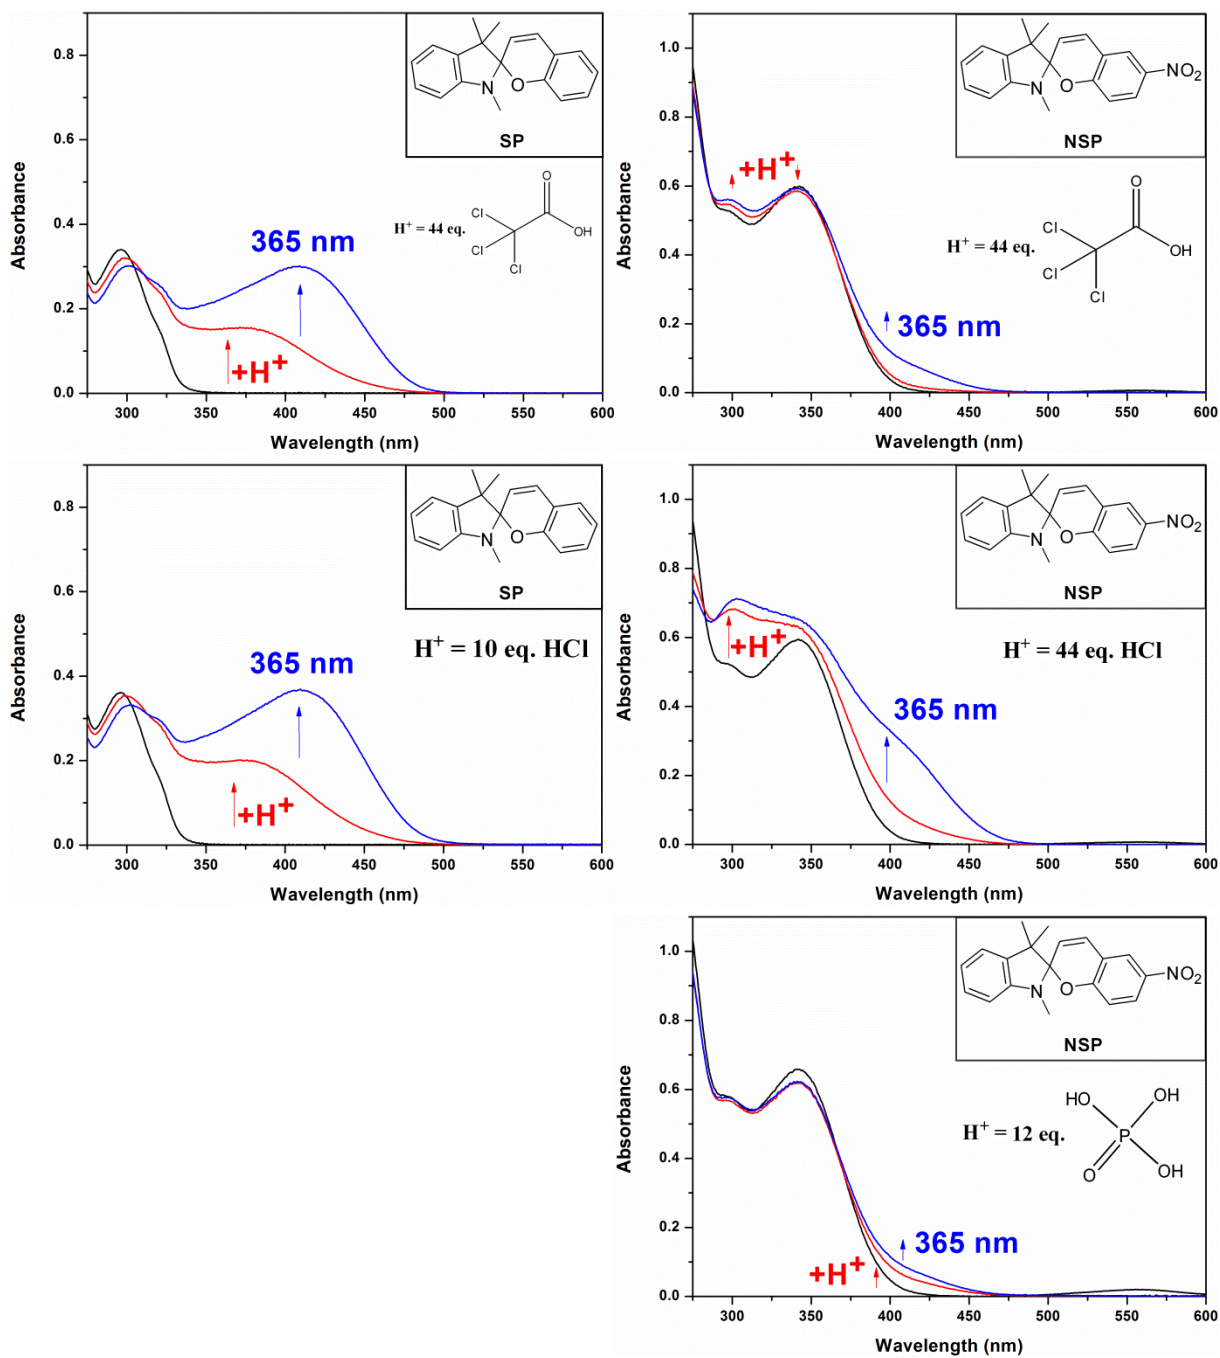 0.8
0.6
0.4
0.2
0.0
Absorbance
300 350 400 450 500 550 600
Wavelength (nm)
N
O
SP
H+ = 44 eq.
Cl
Cl
Cl
O
OH
365 nm
+H+
1.0
0.8
0.6
0.4
0.2
0.0
Absorbance
300 350 400 450 500 550 600
Wavelength (nm)
N
O
NO2
NSP
H+ = 44 eq.
O
OH
Cl
Cl
Cl
+H+
365 nm
0.8
0.6
0.4
0.2
0.0
Absorbance
300 350 400 450 500 550 600
Wavelength (nm)
N
O
SP
H+ = 10 eq. HCl
365 nm
+H+
1.0
0.8
0.6
0.4
0.2
0.0
Absorbance
300 350 400 450 500 550 600
Wavelength (nm)
N
O
NO2
NSP
H+ = 44 eq. HCl
+H+
365 nm
1.0
0.8
0.6
0.4
0.2
0.0
Absorbance
300 350 400 450 500 550 600
Wavelength (nm)
N
O
NO2
NSP
H+ = 12 eq.
HO
OH
P
O
OH
365 nm
+H+